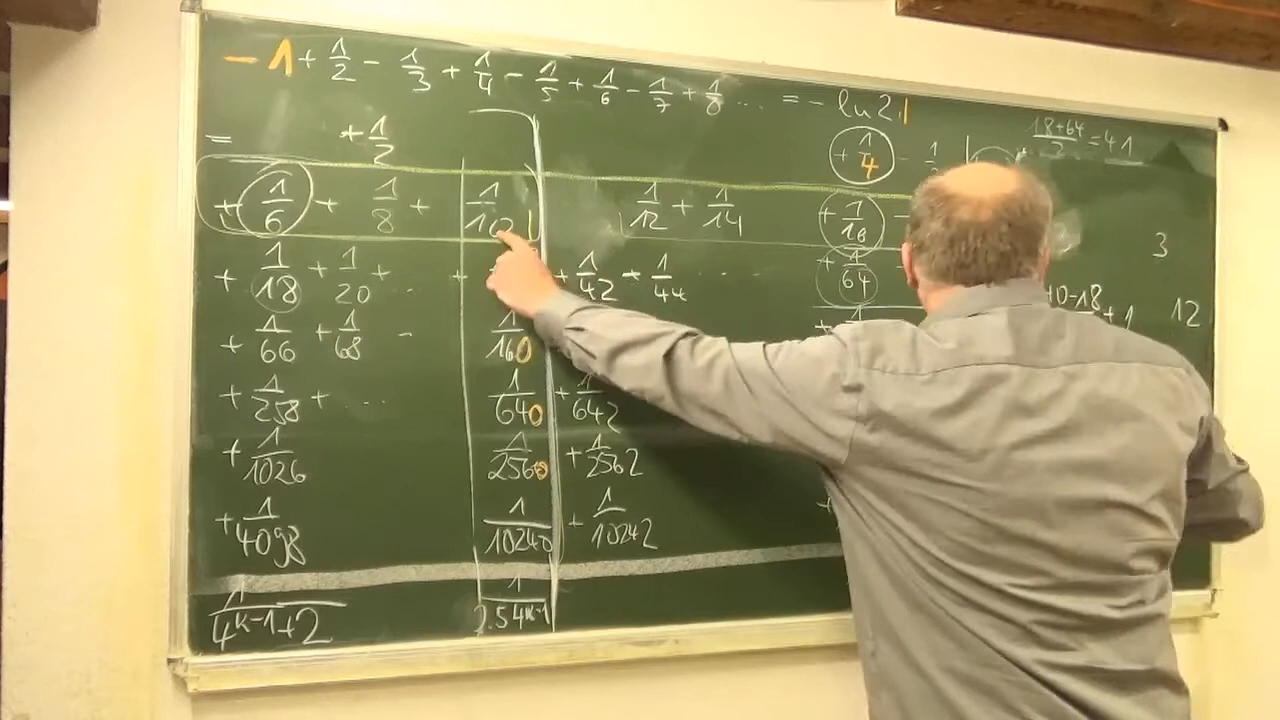 -1 + 1/2 - 1/3 + 1/4 - 1/5 + 1/6 - 1/7 + 1/8 ... = - ln 2
= + 1/2 + 1/4 - (18+64)/2 = 41
+ 1/6 + 1/8 + 1/10 1/12 + 1/14 + 1/16 -
+ 1/18 + 1/20 + .. + + 1/42 + 1/44 ... + 1/64 3
+ 1/66 + 1/68 - 1/160 + 12
+ 1/258 + ... 1/640 + 1/642
+ 1/1026 1/2560 + 1/2562
+ 1/4098 1/10240 + 1/10242 +
1/(4^(k-1)+2) 1/(2.5 4^(k-1))